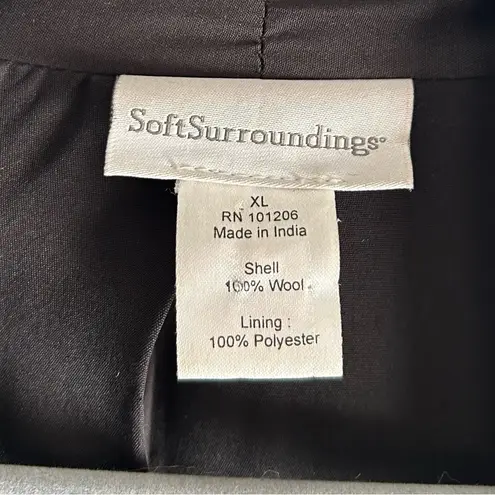 SoftSurroundings®
XL
RN 101206
Made in India
Shell
100% Wool
Lining :
100% Polyester